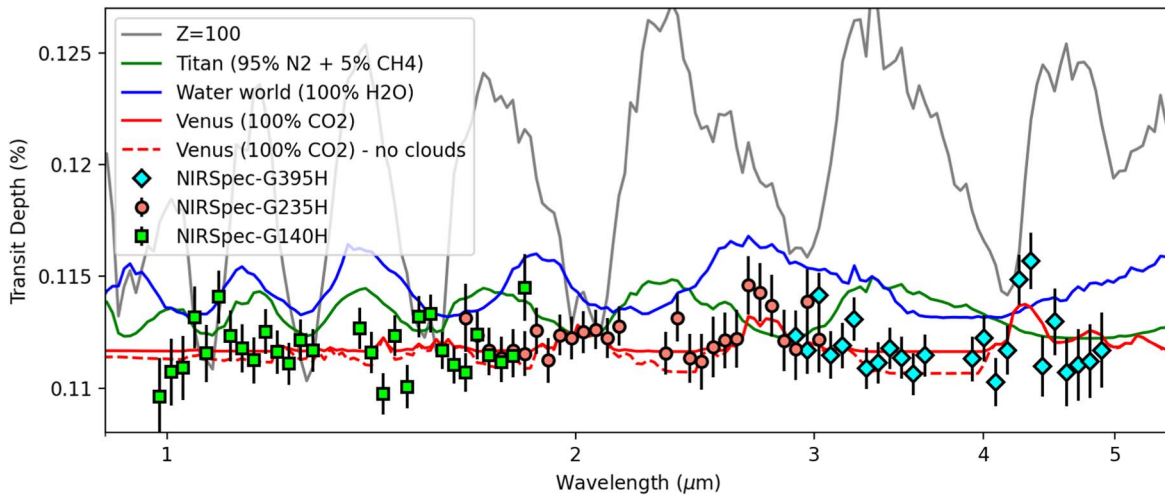 Z=100
Titan (95% N2 + 5% CH4)
Water world (100% H2O)
Venus (100% CO2)
Venus (100% CO2) - no clouds
NIRSpec-G395H
NIRSpec-G235H
NIRSpec-G140H
Transit Depth (%)
0.125
0.12
0.115
0.11
1 2 3 4 5
Wavelength (μm)